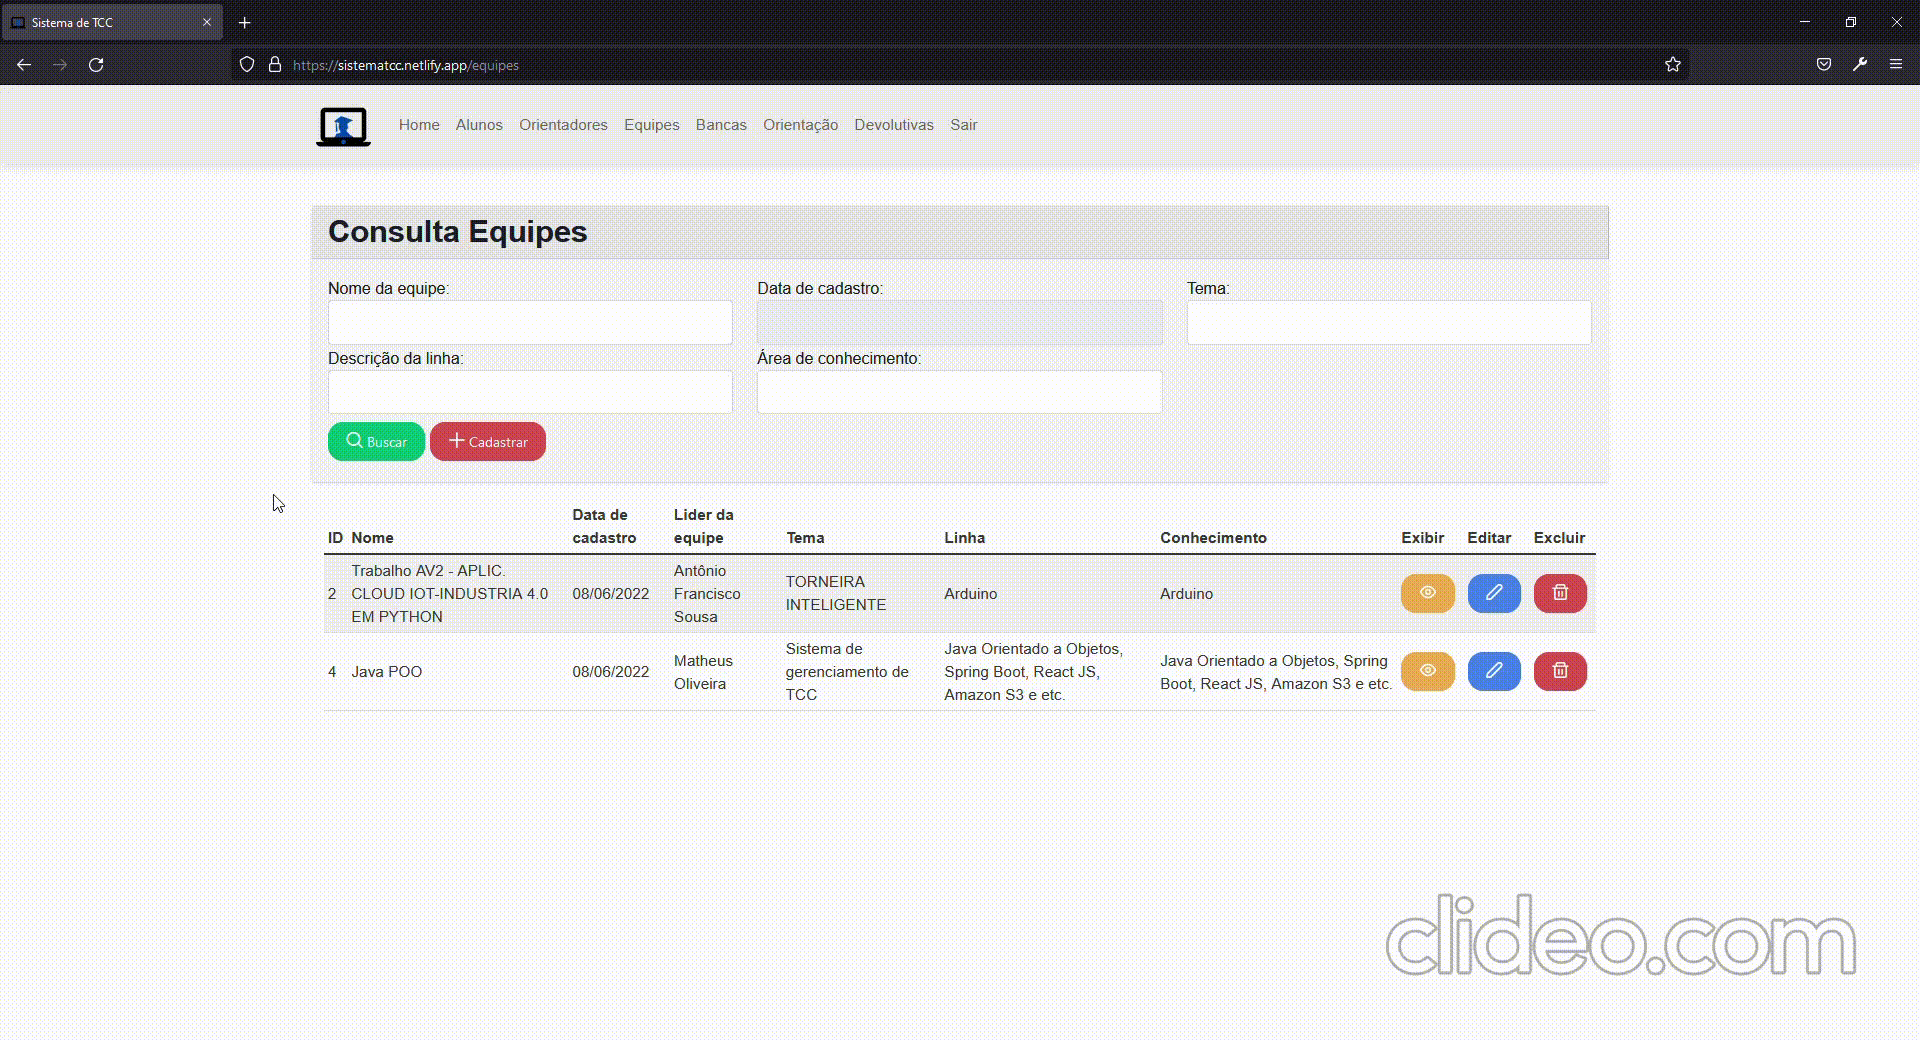 Sistema de TCC
https://sistematcc.netlify.app/equipes
Home Alunos Orientadores Equipes Bancas Orientação Devolutivas Sair
Consulta Equipes
Nome da equipe: Data de cadastro: Tema:
Descrição da linha: Área de conhecimento:
Buscar Cadastrar
ID Nome Data de cadastro Lider da equipe Tema Linha Conhecimento Exibir Editar Excluir
2 Trabalho AV2 - APLIC. CLOUD IOT-INDUSTRIA 4.0 EM PYTHON 08/06/2022 Antônio Francisco Sousa TORNEIRA INTELIGENTE Arduino Arduino
4 Java POO 08/06/2022 Matheus Oliveira Sistema de gerenciamento de TCC Java Orientado a Objetos, Spring Boot, React JS, Amazon S3 e etc. Java Orientado a Objetos, Spring Boot, React JS, Amazon S3 e etc.
clideo.com